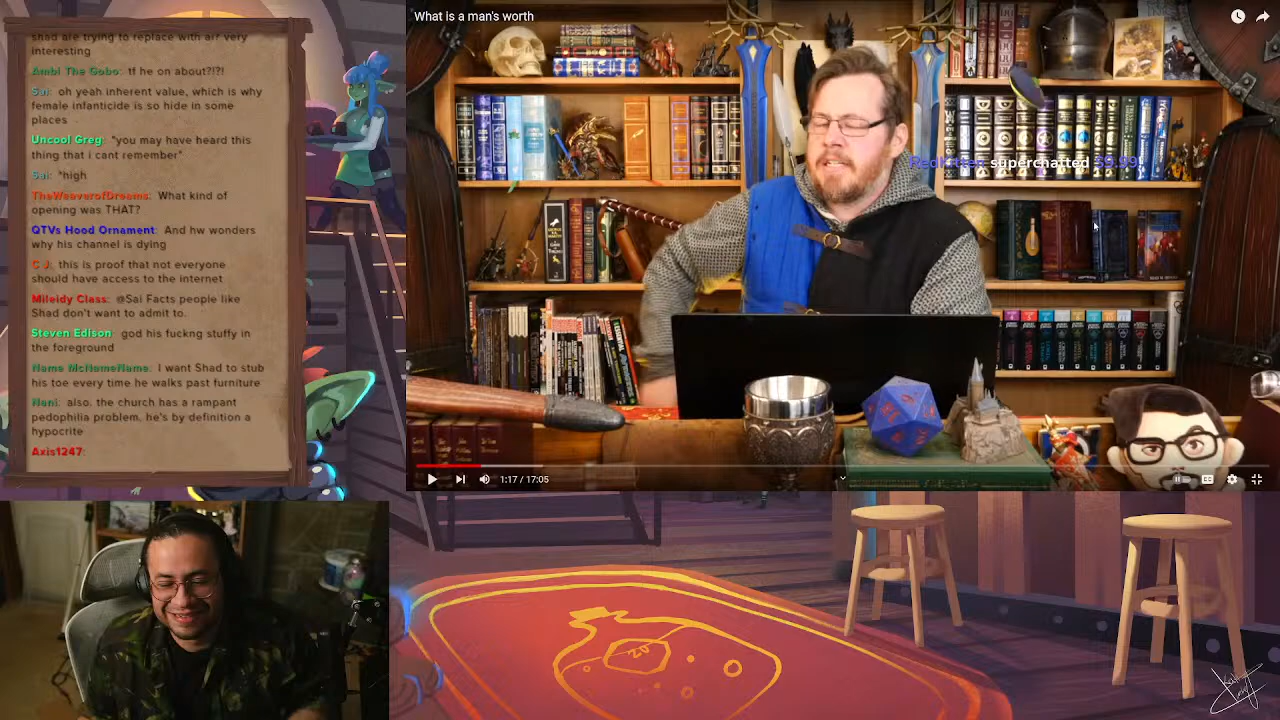 shad are trying to replace with ai? very
interesting
Ambi The Gobo: tf he on about?!?!
Sai: oh yeah inherent value, which is why
female infanticide is so hide in some
places
Uncool Greg: "you may have heard this
thing that i cant remember"
Sai: *high
TheWeaverofDreams: What kind of
opening was THAT?
QTVs Hood Ornament: And hw wonders
why his channel is dying
C J: this is proof that not everyone
should have access to the internet
Mileidy Class: @Sai Facts people like
Shad don't want to admit to.
Steven Edison god his fuckng stuffy in
the foreground
Name McNameName: I want Shad to stub
his toe every time he walks past furniture
Nani: also, the church has a rampant
pedophilia problem, he's by definition a
hypocrite
Axis1247:
What is a man's worth
RedKitten superchatted $9.99!
1:17 / 17:05
CC
20